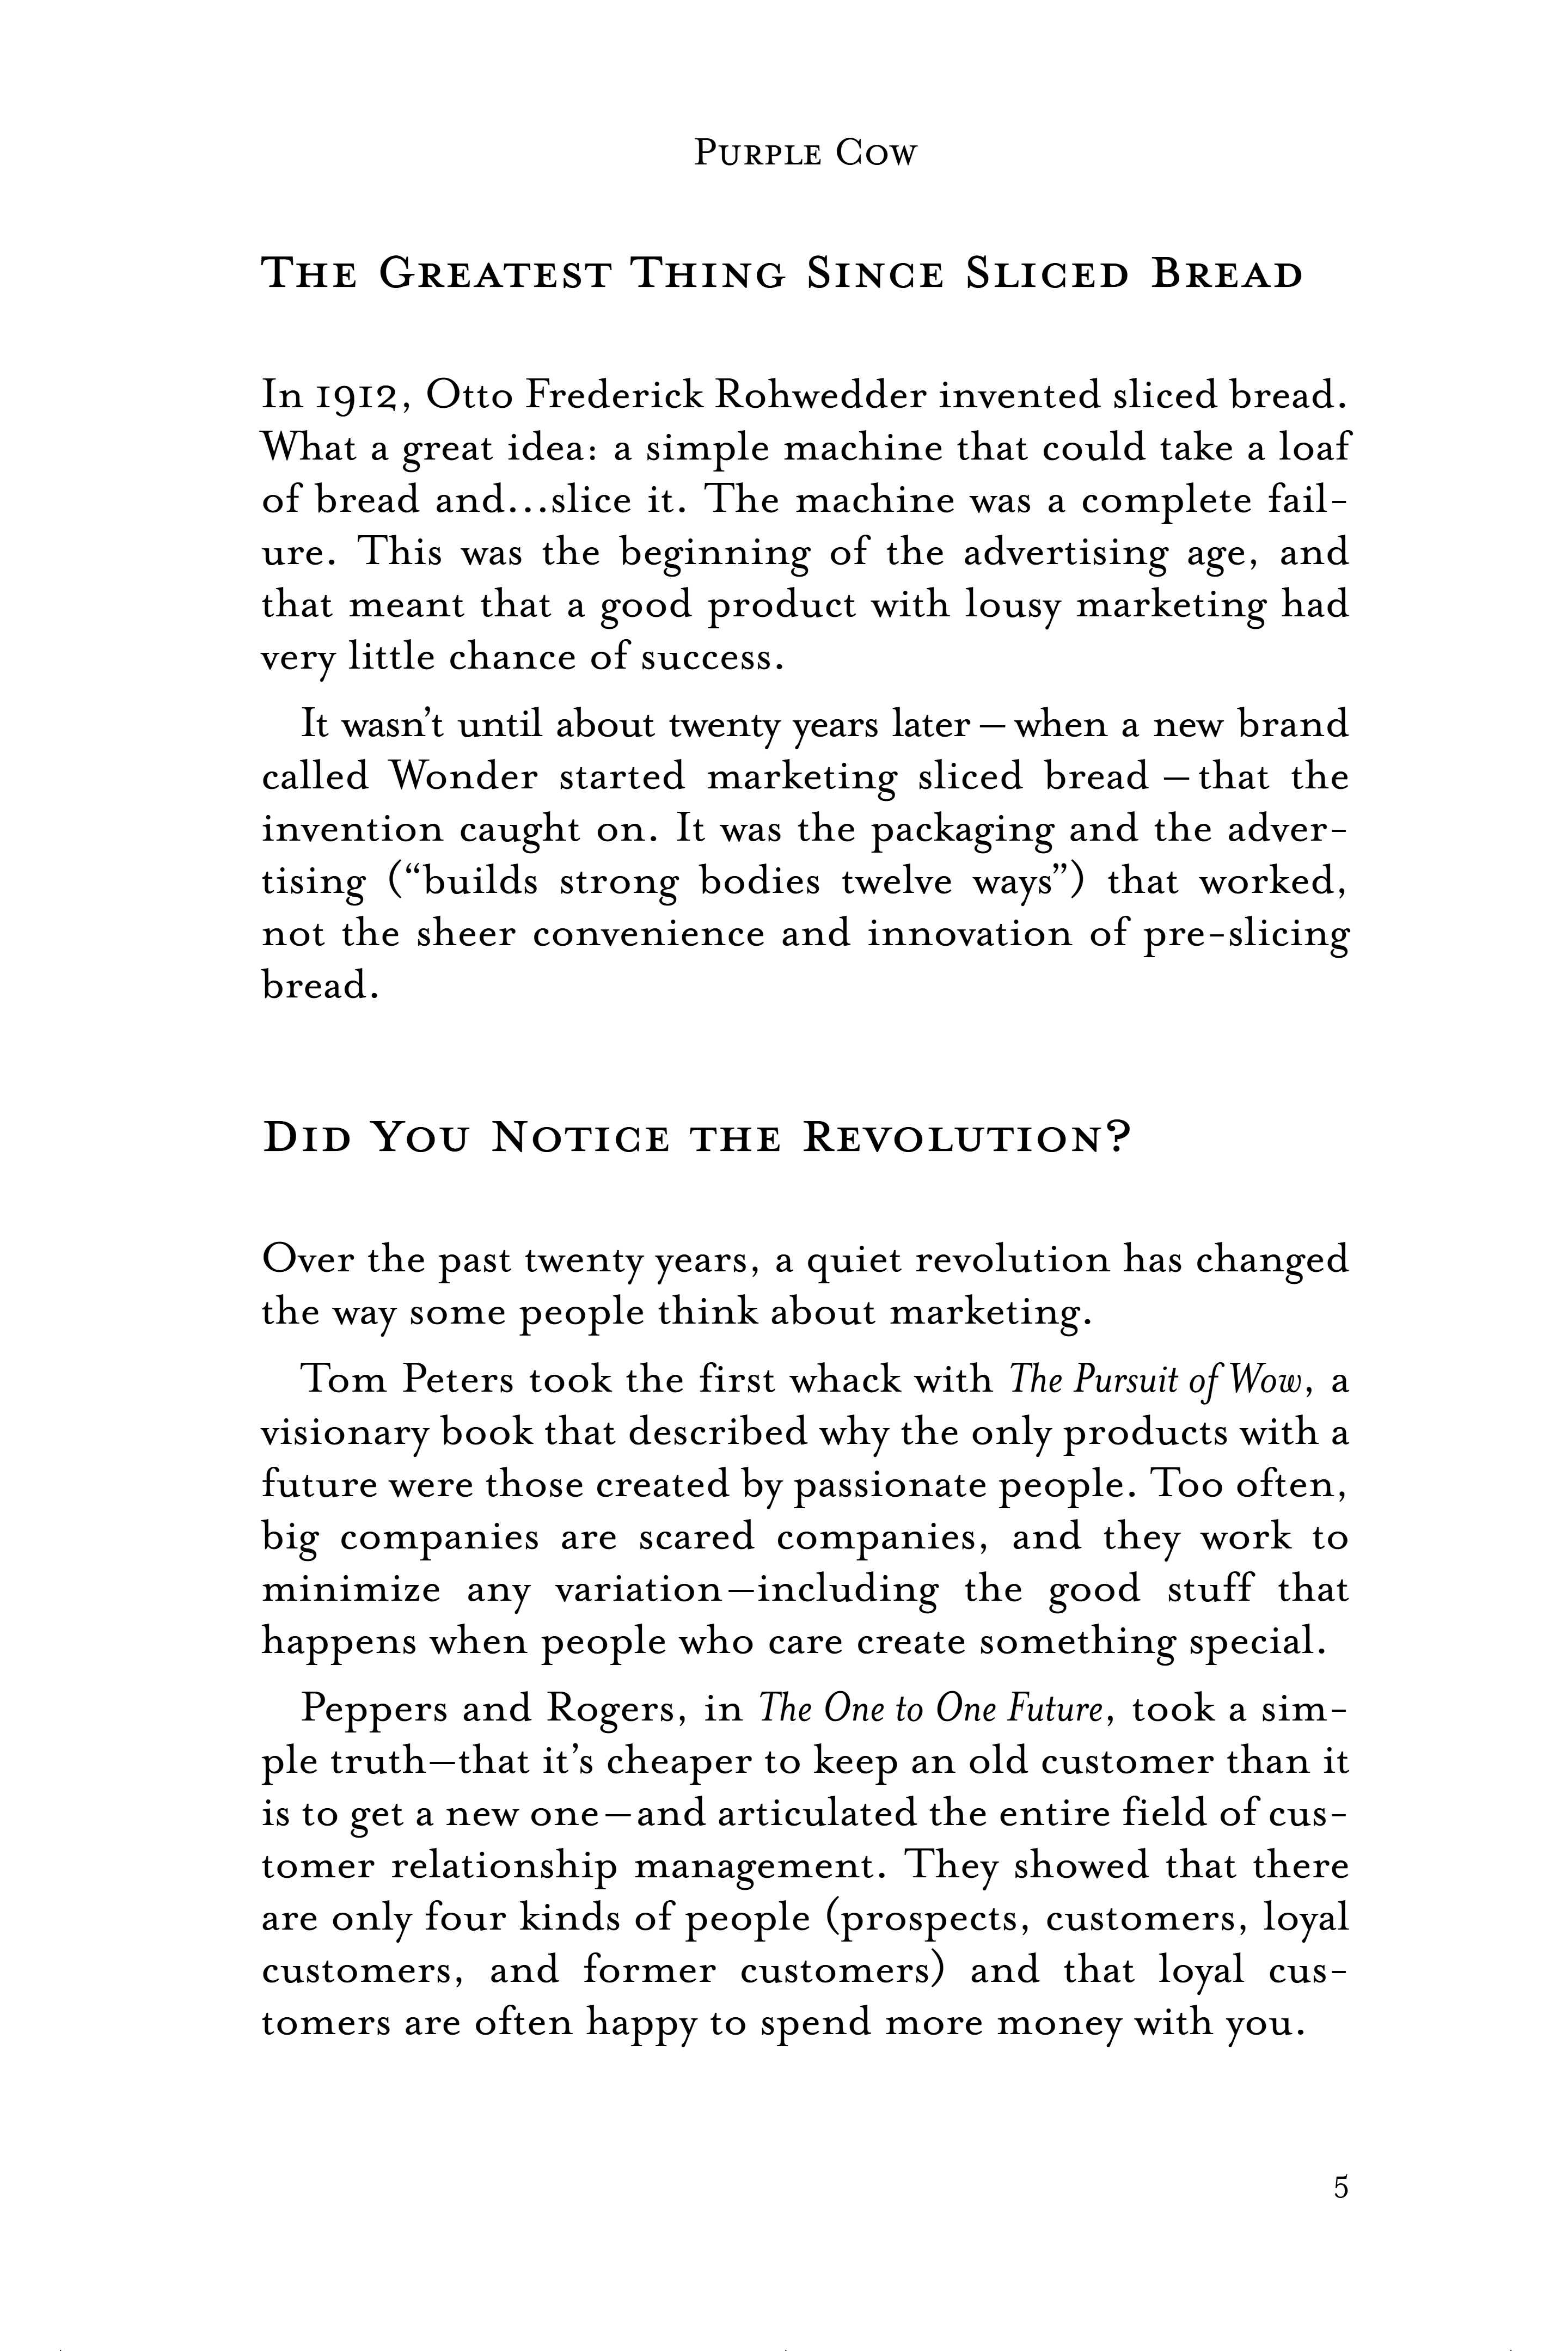 Purple Cow
The Greatest Thing Since Sliced Bread
In 1912, Otto Frederick Rohwedder invented sliced bread.
What a great idea: a simple machine that could take a loaf
of bread and...slice it. The machine was a complete fail-
ure. This was the beginning of the advertising age, and
that meant that a good product with lousy marketing had
very little chance of success.
It wasn’t until about twenty years later — when a new brand
called Wonder started marketing sliced bread — that the
invention caught on. It was the packaging and the adver-
tising (“builds strong bodies twelve ways”) that worked,
not the sheer convenience and innovation of pre-slicing
bread.
Did You Notice the Revolution?
Over the past twenty years, a quiet revolution has changed
the way some people think about marketing.
Tom Peters took the first whack with The Pursuit of Wow, a
visionary book that described why the only products with a
future were those created by passionate people. Too often,
big companies are scared companies, and they work to
minimize any variation—including the good stuff that
happens when people who care create something special.
Peppers and Rogers, in The One to One Future, took a sim-
ple truth—that it’s cheaper to keep an old customer than it
is to get a new one—and articulated the entire field of cus-
tomer relationship management. They showed that there
are only four kinds of people (prospects, customers, loyal
customers, and former customers) and that loyal cus-
tomers are often happy to spend more money with you.
5